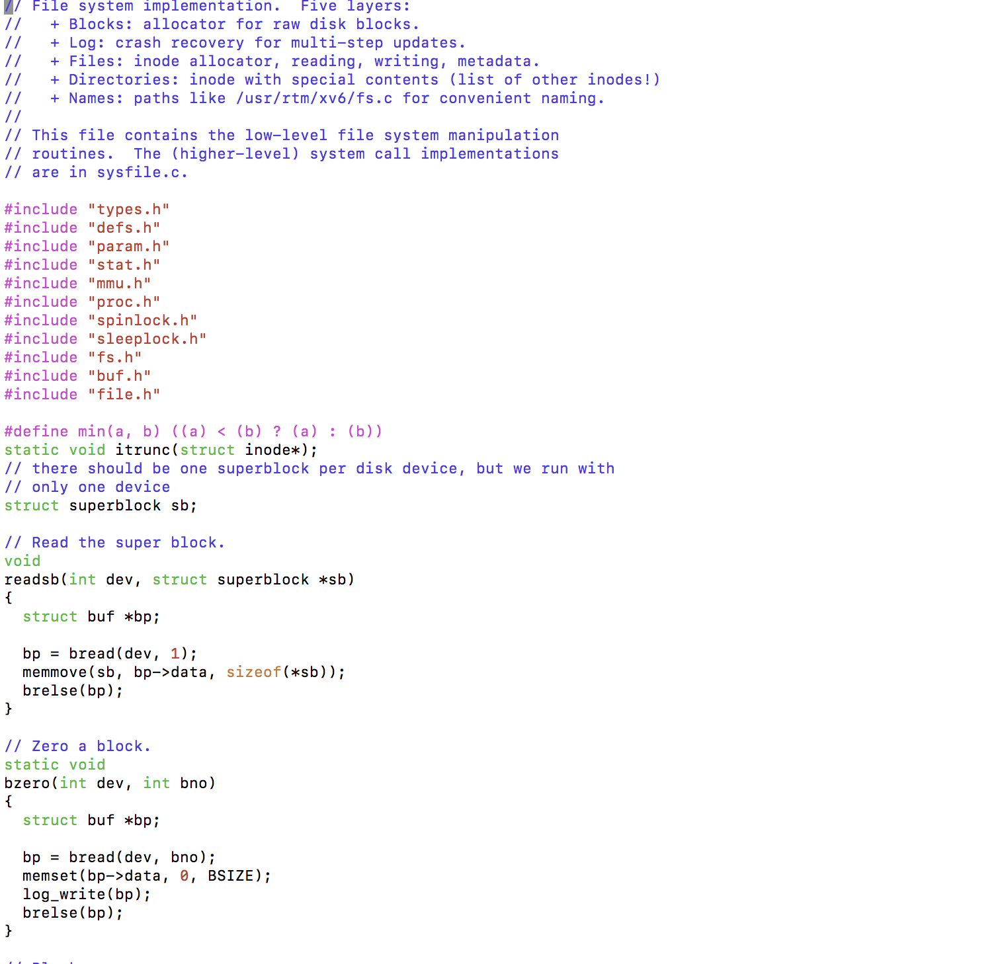 // File system implementation.  Five layers:
//   + Blocks: allocator for raw disk blocks.
//   + Log: crash recovery for multi-step updates.
//   + Files: inode allocator, reading, writing, metadata.
//   + Directories: inode with special contents (list of other inodes!)
//   + Names: paths like /usr/rtm/xv6/fs.c for convenient naming.
//
// This file contains the low-level file system manipulation
// routines.  The (higher-level) system call implementations
// are in sysfile.c.

#include "types.h"
#include "defs.h"
#include "param.h"
#include "stat.h"
#include "mmu.h"
#include "proc.h"
#include "spinlock.h"
#include "sleeplock.h"
#include "fs.h"
#include "buf.h"
#include "file.h"

#define min(a, b) ((a) < (b) ? (a) : (b))
static void itrunc(struct inode*);
// there should be one superblock per disk device, but we run with
// only one device
struct superblock sb;

// Read the super block.
void
readsb(int dev, struct superblock *sb)
{
  struct buf *bp;

  bp = bread(dev, 1);
  memmove(sb, bp->data, sizeof(*sb));
  brelse(bp);
}

// Zero a block.
static void
bzero(int dev, int bno)
{
  struct buf *bp;

  bp = bread(dev, bno);
  memset(bp->data, 0, BSIZE);
  log_write(bp);
  brelse(bp);
}